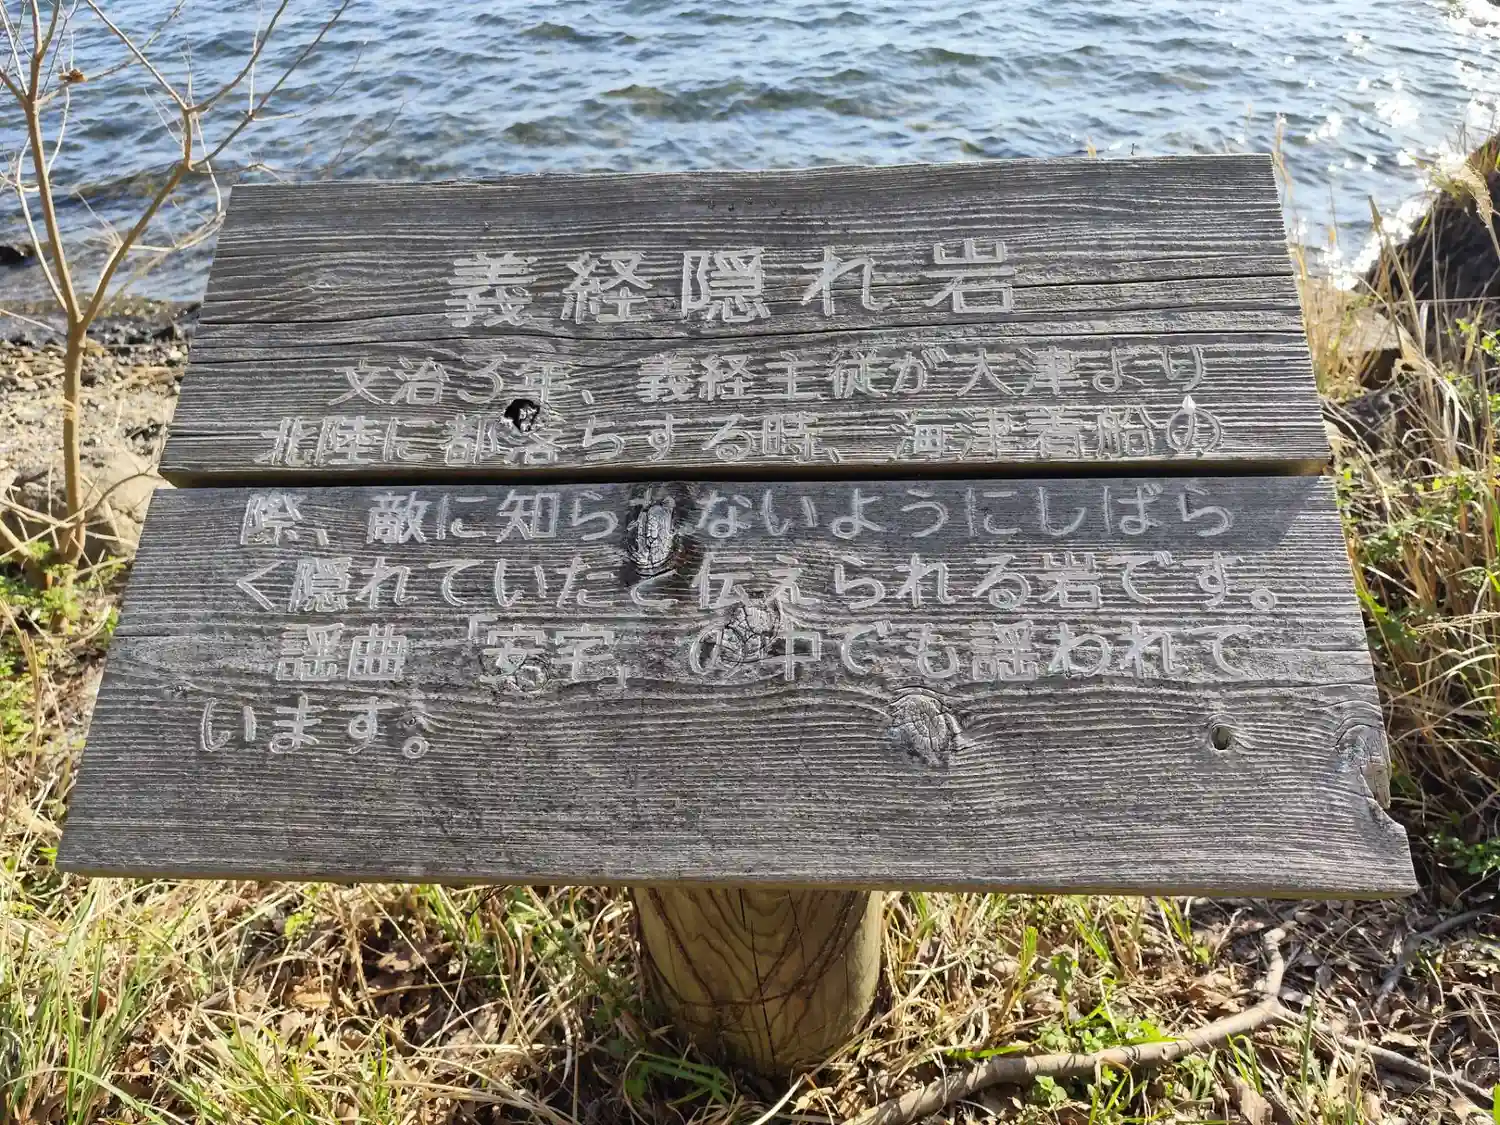 義経隠れ岩
文治3年、義経主従が大津より
北陸に都落ちする時、海津着船の
際、敵に知られないようにしばら
く隠れていたと伝えられる岩です。
謡曲「安宅」の中でも謡われて
います。